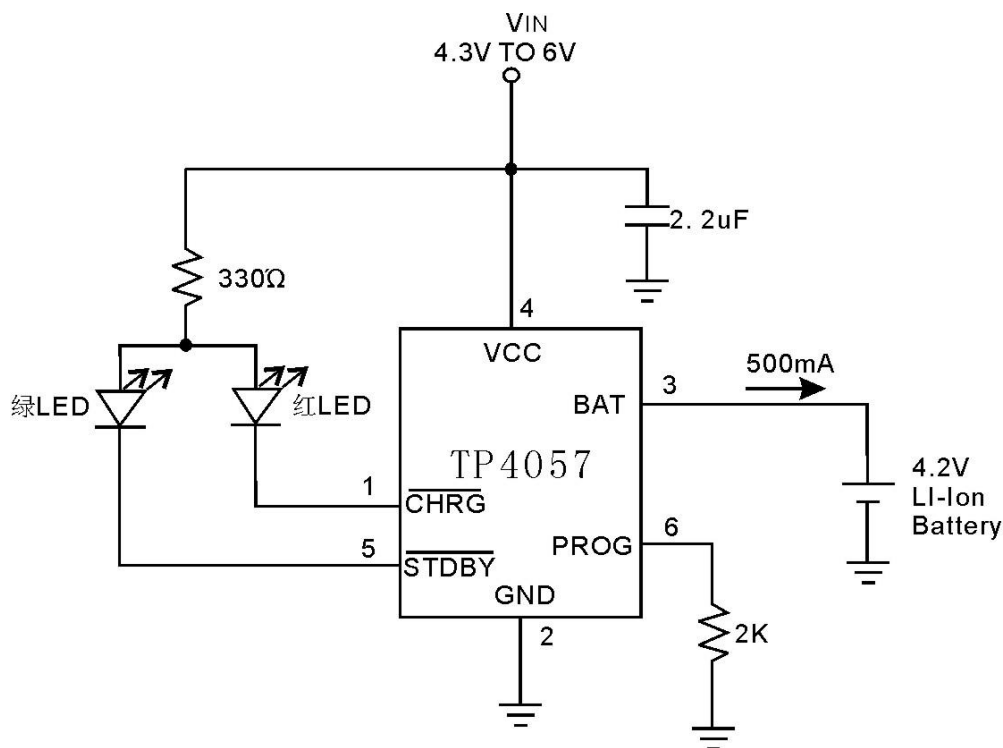 VIN
4.3V TO 6V
2. 2uF
330Ω
4
VCC
500mA
绿LED
红LED
3
BAT
TP4057
4.2V
LI-Ion
Battery
1
CHRG
6
PROG
5
STDBY
GND
2
2K